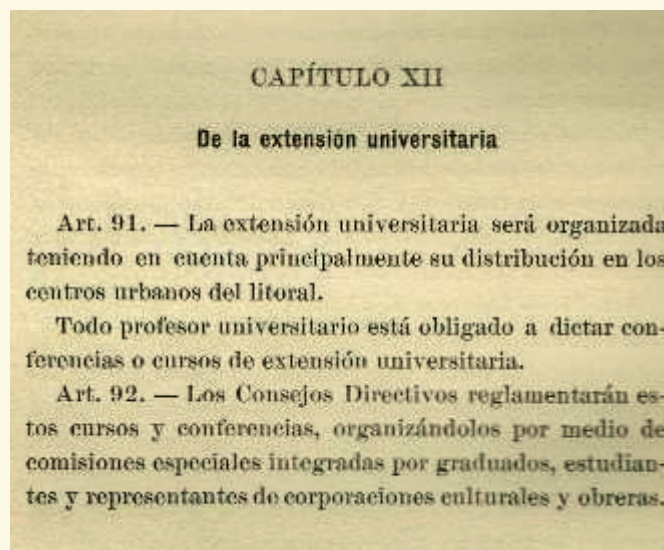 CAPÍTULO XII
De la extensión universitaria
Art. 91. — La extensión universitaria será organizada
teniendo en cuenta principalmente su distribución en los
centros urbanos del litoral.
Todo profesor universitario está obligado a dictar con-
ferencias o cursos de extensión universitaria.
Art. 92. — Los Consejos Directivos reglamentarán es-
tos cursos y conferencias, organizándolos por medio de
comisiones especiales integradas por graduados, estudian-
tes y representantes de corporaciones culturales y obreras.